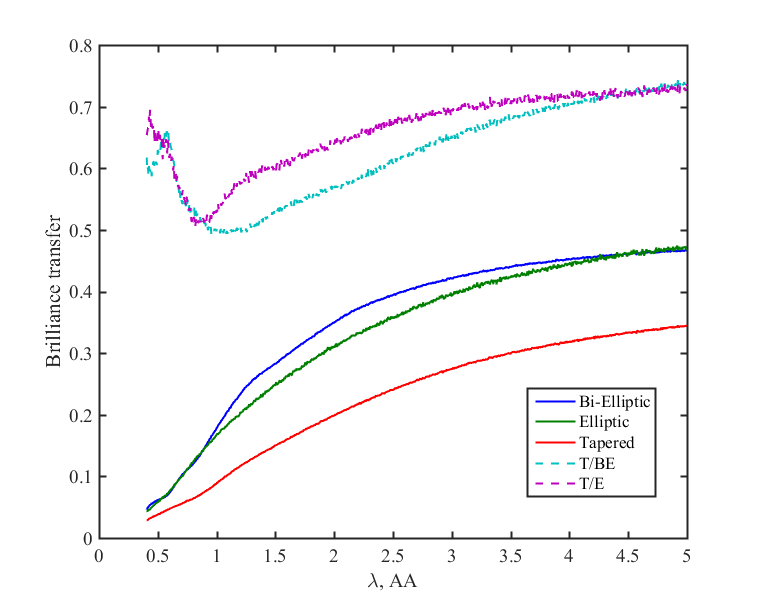 0.8
0.7
0.6
0.5
0.4
0.3
0.2
0.1
0
Brilliance transfer
Bi-Elliptic
Elliptic
Tapered
T/BE
T/E
0 0.5 1 1.5 2 2.5 3 3.5 4 4.5 5
λ, AA